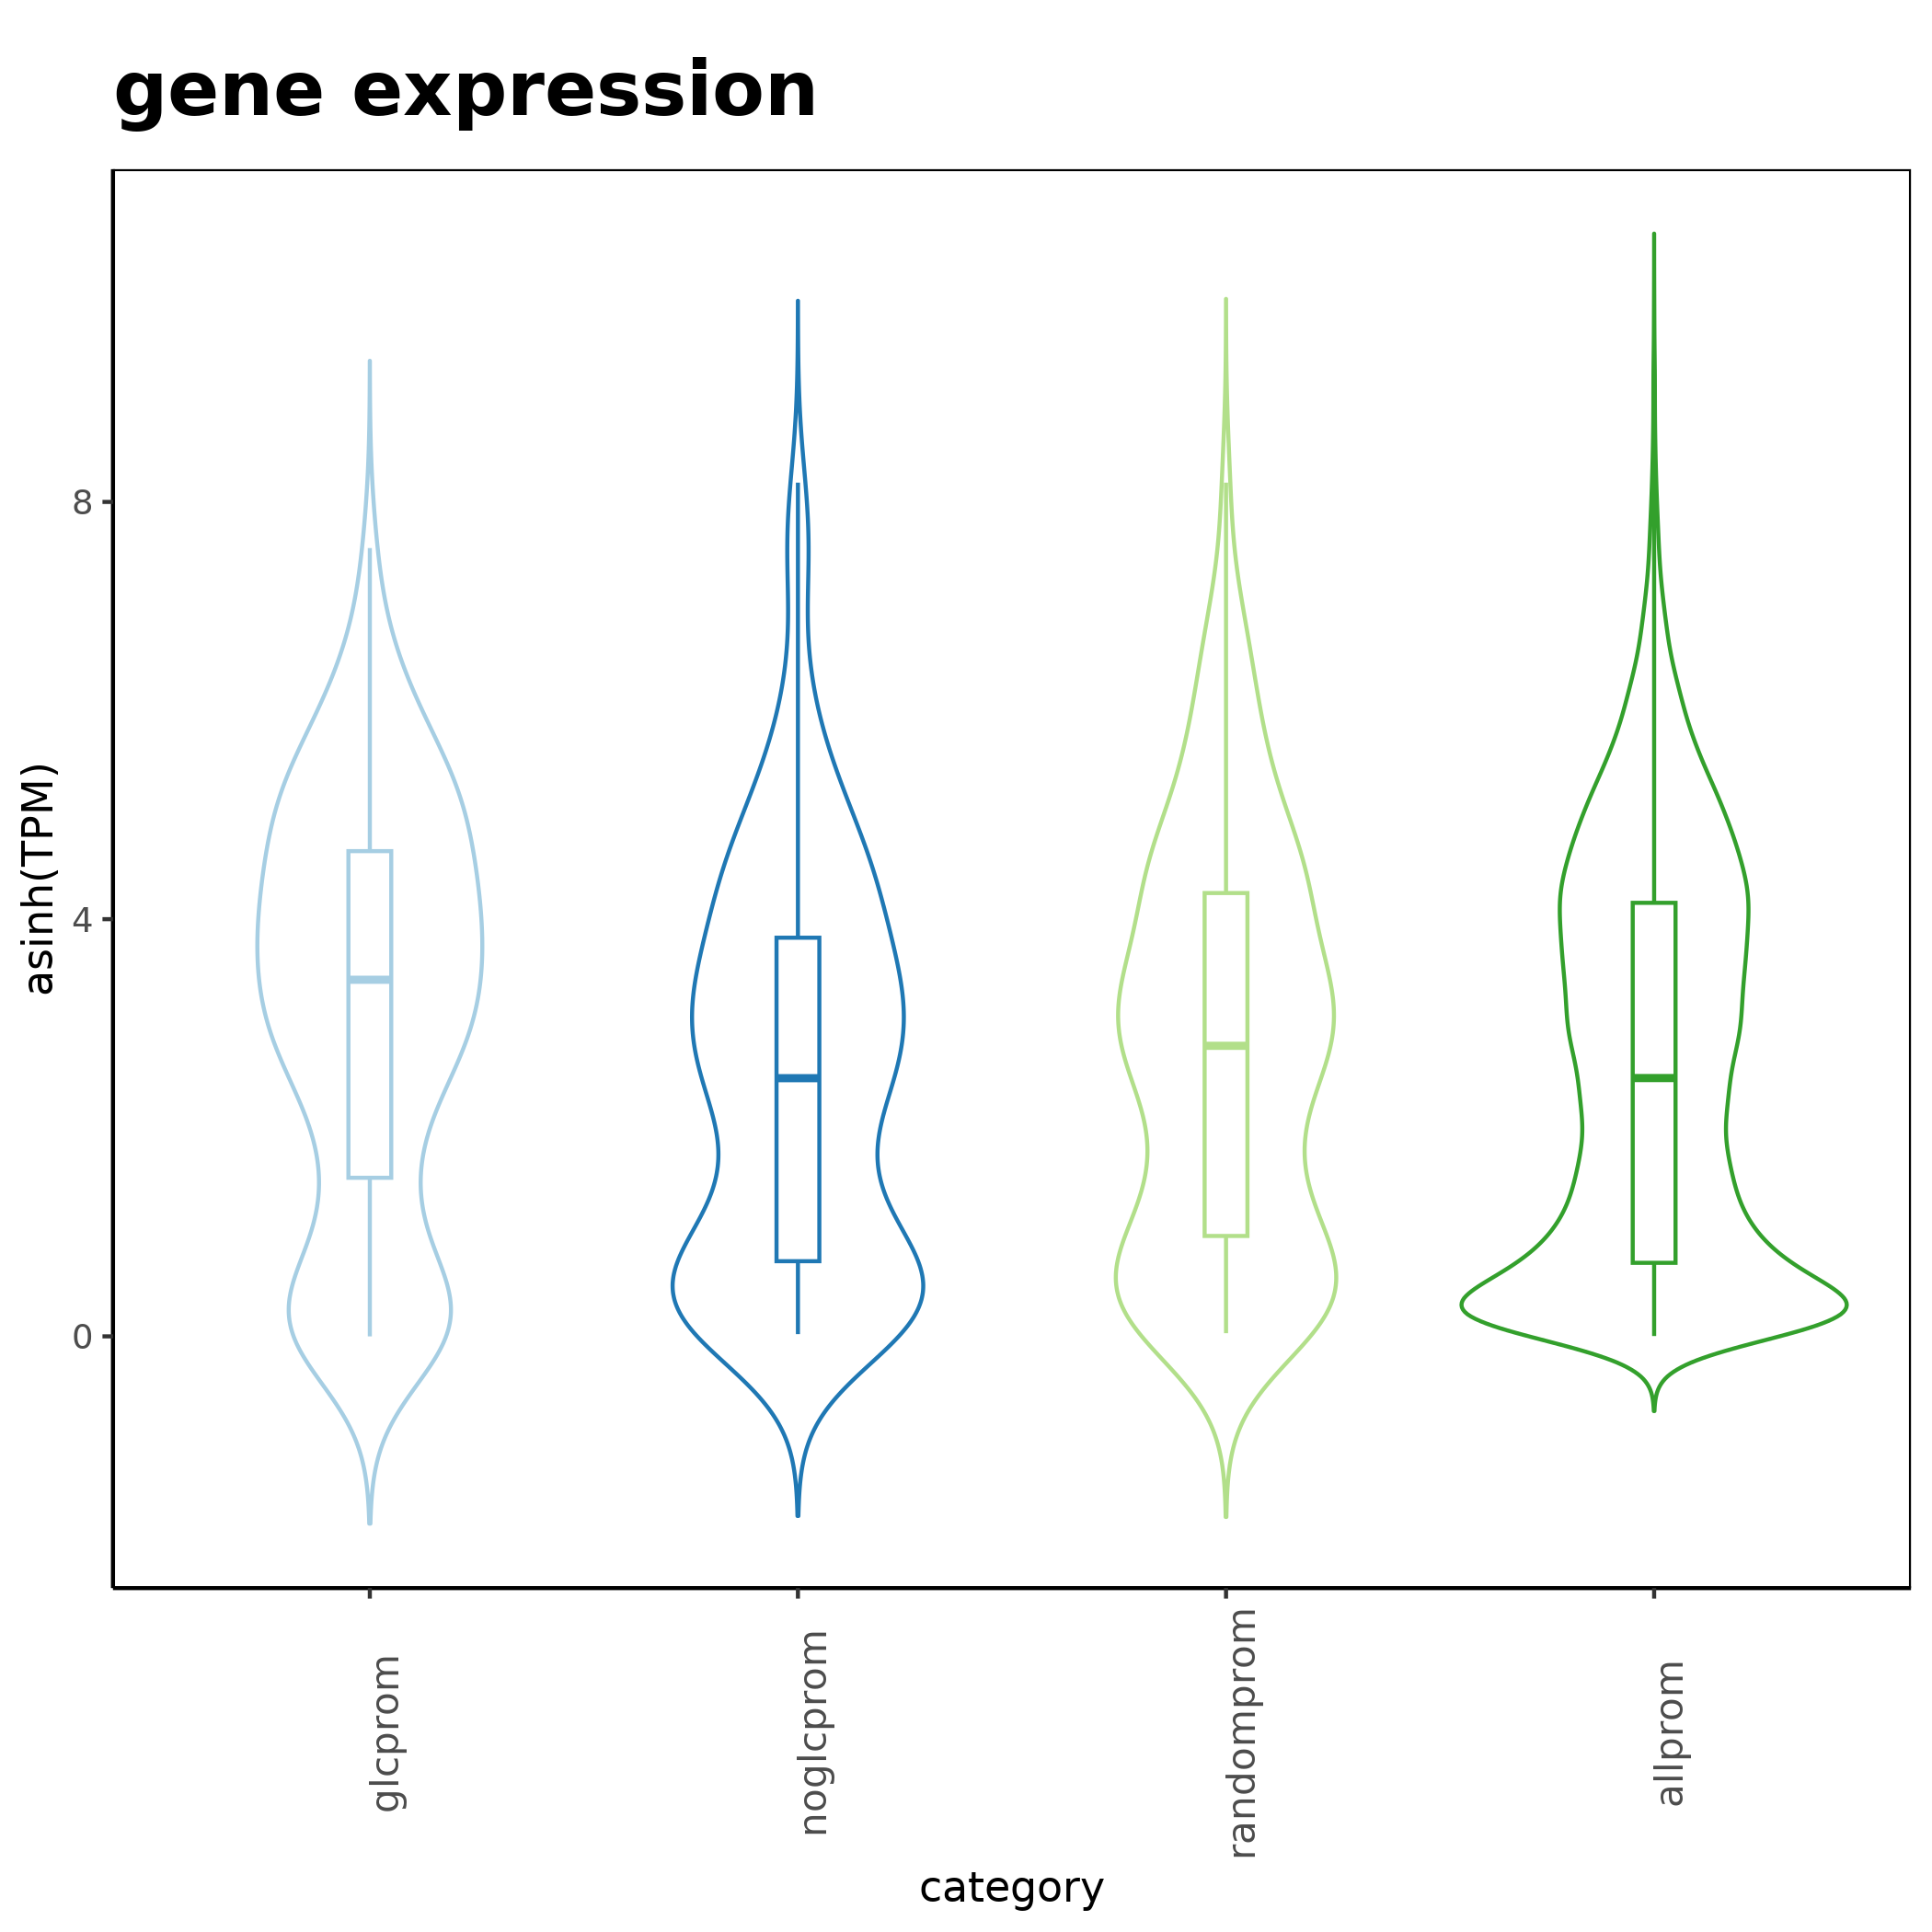 gene expression
asinh(TPM)
8
4
0
glcprom
noglcprom
randomprom
allprom
category